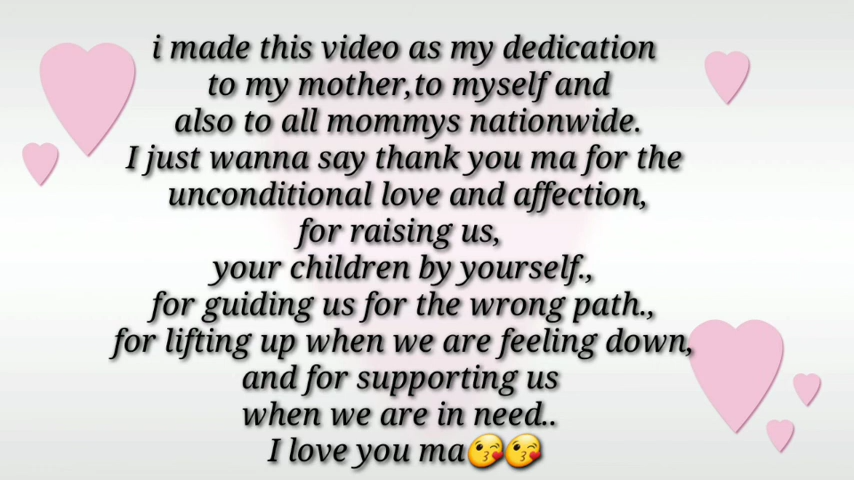 i made this video as my dedication
to my mother,to myself and
also to all mommys nationwide.
I just wanna say thank you ma for the
unconditional love and affection,
for raising us,
your children by yourself.,
for guiding us for the wrong path.,
for lifting up when we are feeling down,
and for supporting us
when we are in need..
I love you ma😘😘